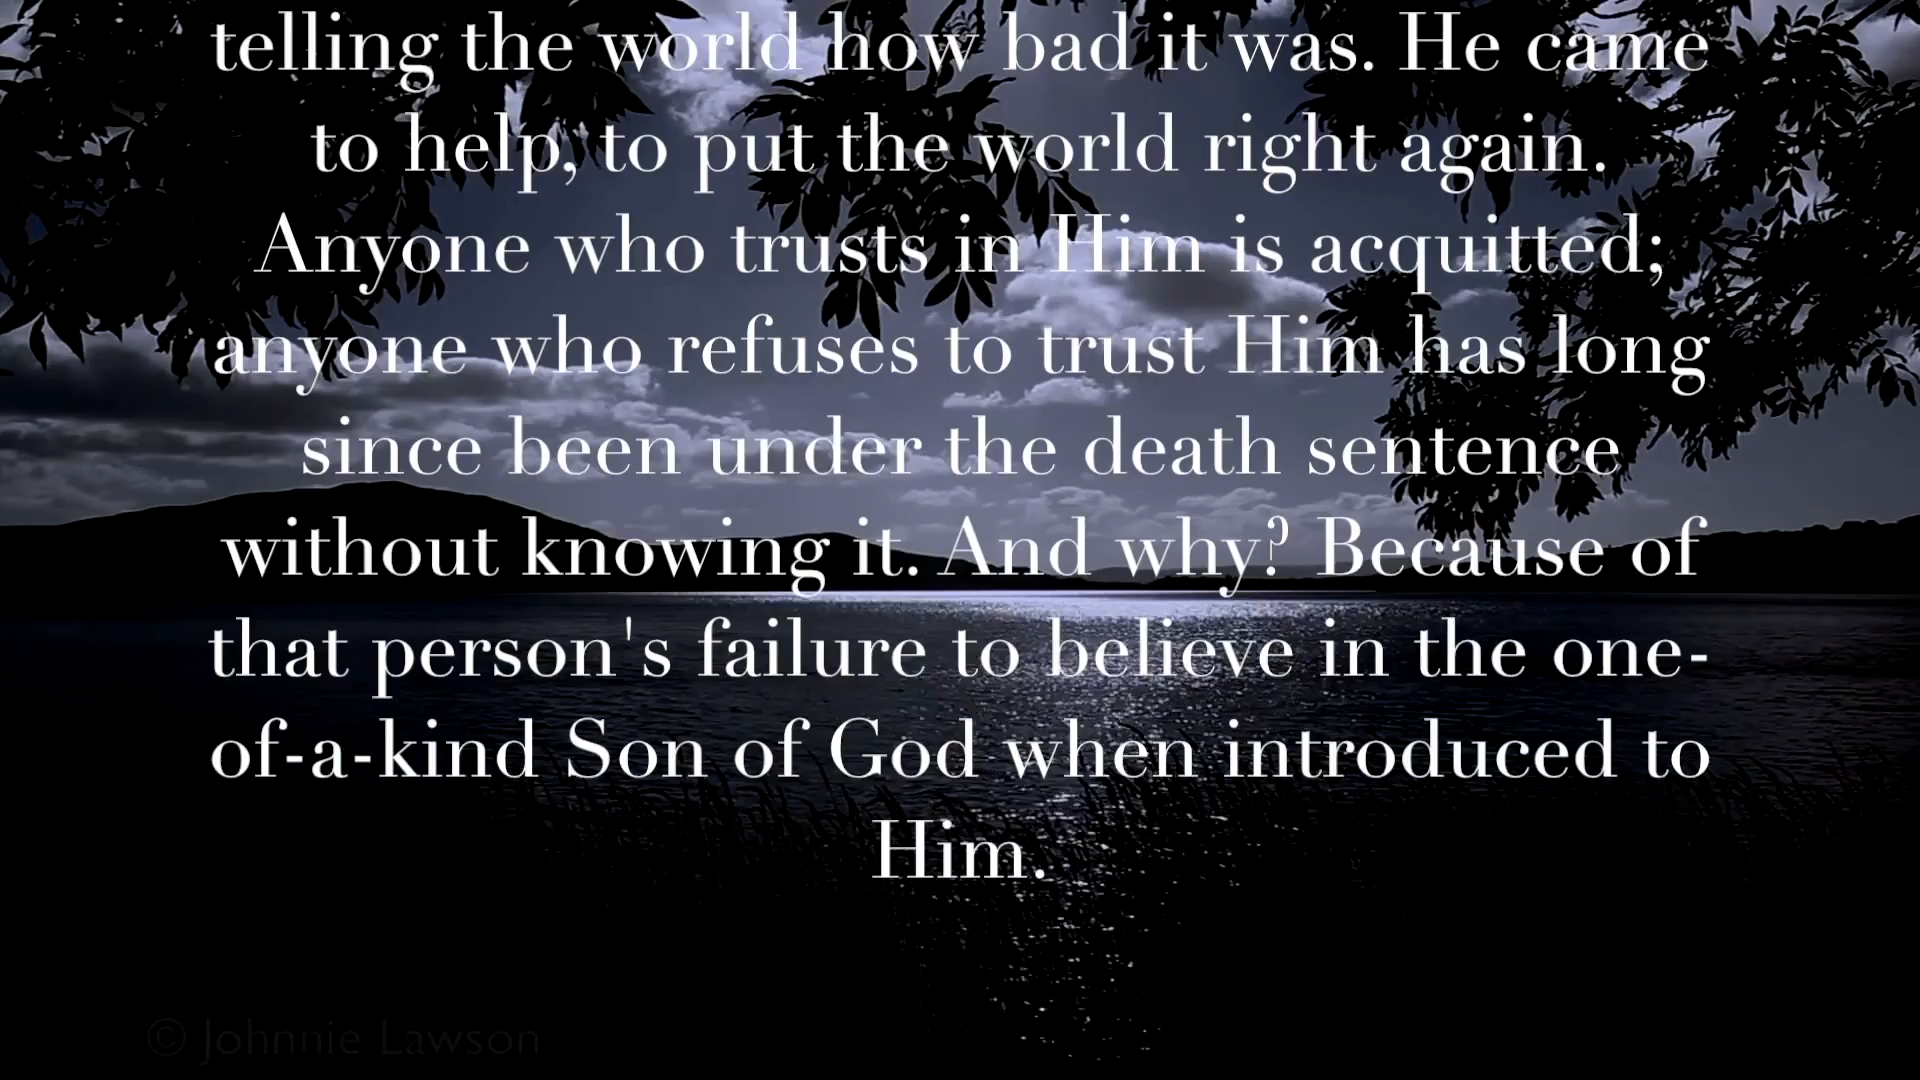 telling the world how bad it was. He came
to help, to put the world right again.
Anyone who trusts in Him is acquitted;
anyone who refuses to trust Him has long
since been under the death sentence
without knowing it. And why? Because of
that person's failure to believe in the one-
of-a-kind Son of God when introduced to
Him.
© Johnnie Lawson